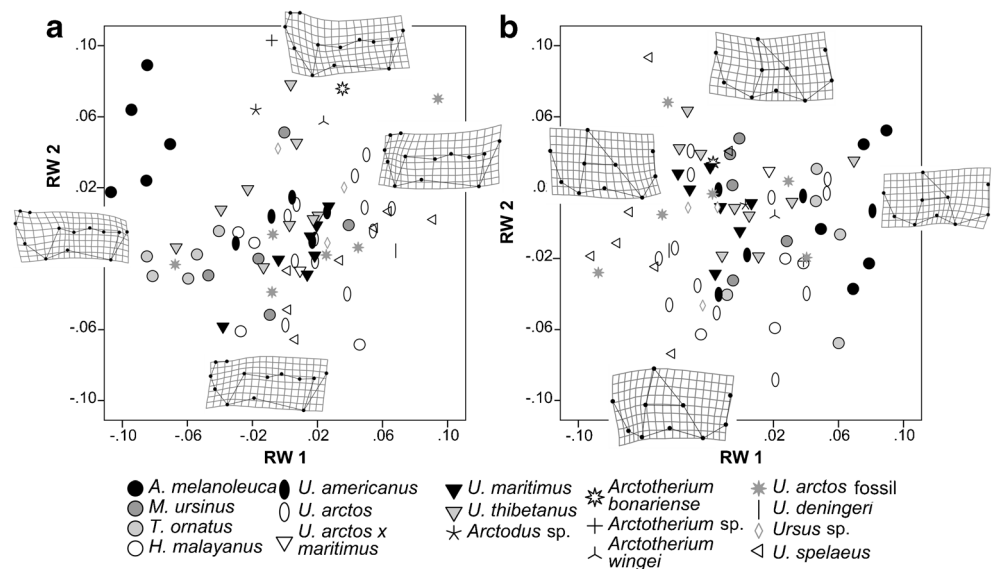 a b
.10 .10
.06 .06
.02 .0
-.02 -.02
-.06 -.06
-.10 -.10
RW 2 RW 2
-.10 -.06 -.02 .02 .06 .10 -.10 -.06 -.02 .02 .06 .10
RW 1 RW 1
A. melanoleuca U. americanus U. maritimus Arctotherium bonariense U. arctos fossil
M. ursinus U. arctos U. thibetanus Arctotherium sp. U. deningeri
T. ornatus U. arctos x maritimus Arctodus sp. Arctotherium wingei Ursus sp.
H. malayanus U. spelaeus